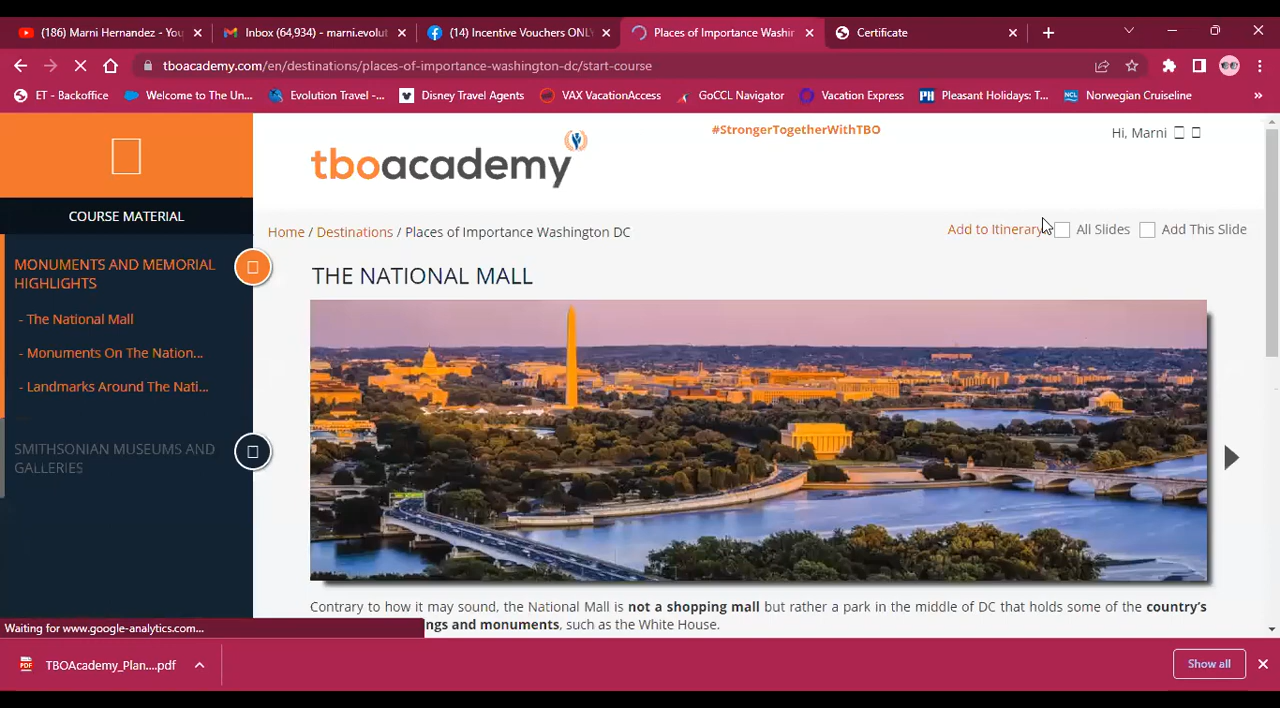 (186) Marni Hernandez - You
Inbox (64,934) - marni.evolut
(14) Incentive Vouchers ONL
Places of Importance Washin
Certificate
tboacademy.com/en/destinations/places-of-importance-washington-dc/start-course
ET - Backoffice
Welcome to The Un...
Evolution Travel -...
Disney Travel Agents
VAX VacationAccess
GoCCL Navigator
Vacation Express
Pleasant Holidays: T...
Norwegian Cruiseline
»
#StrongerTogetherWithTBO
Hi, Marni
tboacademy
COURSE MATERIAL
Home / Destinations / Places of Importance Washington DC
Add to Itinerary
All Slides
Add This Slide
MONUMENTS AND MEMORIAL
HIGHLIGHTS
- The National Mall
- Monuments On The Nation...
- Landmarks Around The Nati...
SMITHSONIAN MUSEUMS AND
GALLERIES
THE NATIONAL MALL
Contrary to how it may sound, the National Mall is not a shopping mall but rather a park in the middle of DC that holds some of the country's
ngs and monuments, such as the White House.
Waiting for www.google-analytics.com...
TBOAcademy_Plan....pdf
Show all